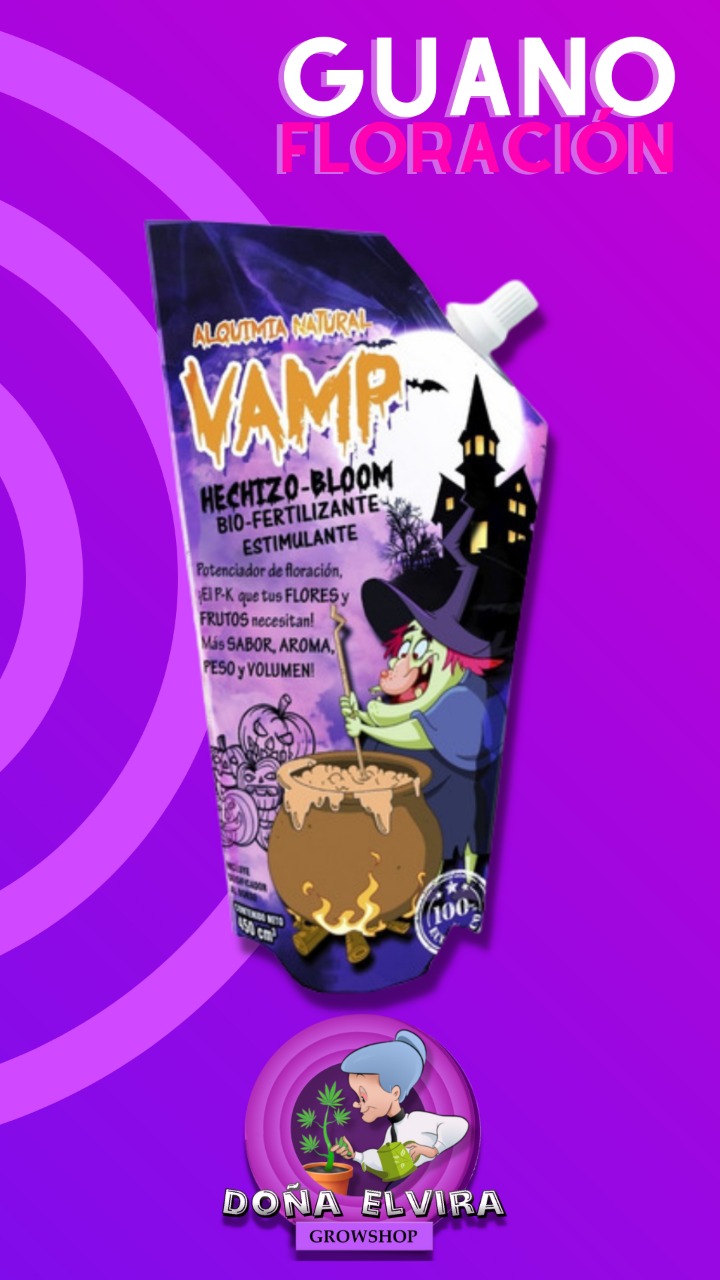 GUANO
FLORACIÓN
ALQUIMIA NATURAL
VAMP
HECHIZO-BLOOM
BIO-FERTILIZANTE
ESTIMULANTE
Potenciador de floración,
¡El P-K que tus FLORES y
FRUTOS necesitan!
Más SABOR, AROMA,
PESO y VOLUMEN!
CONTENIDO NETO
450 cm³
100%
DOÑA ELVIRA
GROWSHOP